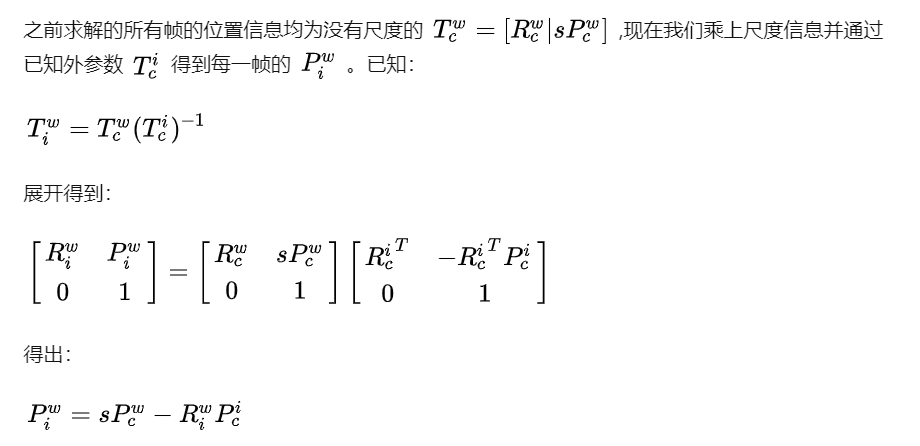 之前求解的所有帧的位置信息均为没有尺度的 $T_c^w = [R_c^w | sP_c^w]$ ,现在我们乘上尺度信息并通过
已知外参数 $T_c^i$ 得到每一帧的 $P_i^w$ 。已知：
$T_i^w = T_c^w (T_c^i)^{-1}$
展开得到：
$\begin{bmatrix} R_i^w & P_i^w \\ 0 & 1 \end{bmatrix} = \begin{bmatrix} R_c^w & sP_c^w \\ 0 & 1 \end{bmatrix} \begin{bmatrix} {R_c^i}^T & -{R_c^i}^T P_c^i \\ 0 & 1 \end{bmatrix}$
得出：
$P_i^w = sP_c^w - R_i^w P_c^i$